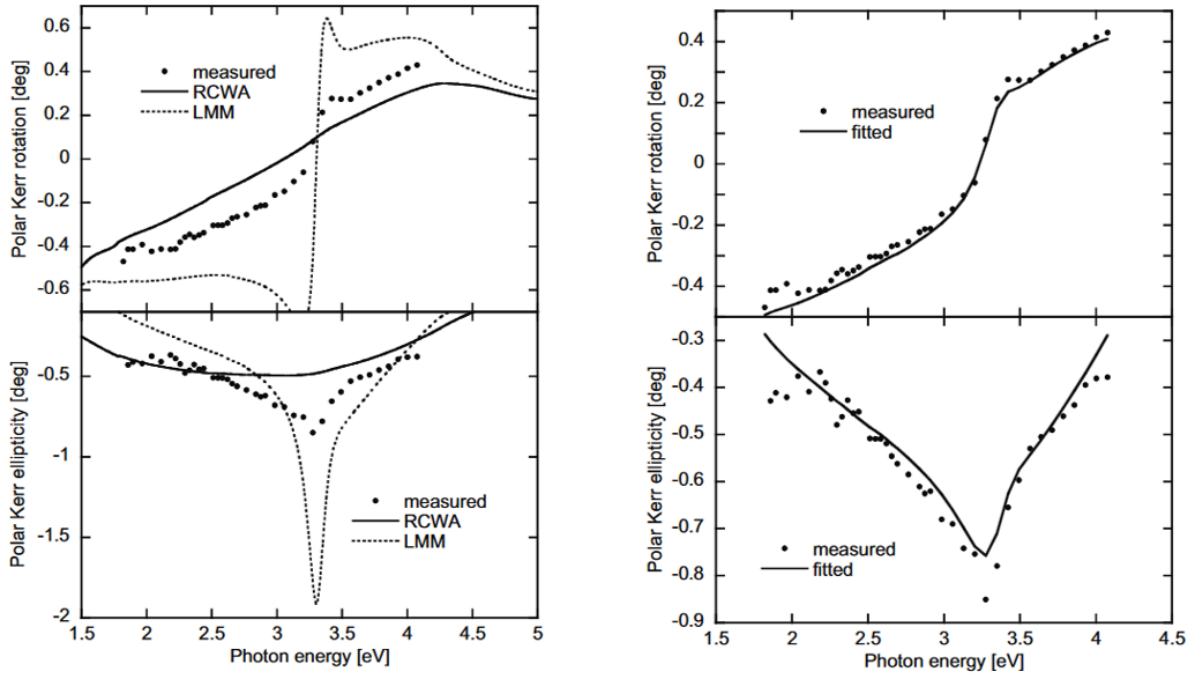 0.6
0.4
0.2
0
-0.2
-0.4
-0.6
Polar Kerr rotation [deg]
measured
RCWA
LMM
-0.5
-1
-1.5
-2
Polar Kerr ellipticity [deg]
measured
RCWA
LMM
1.5 2 2.5 3 3.5 4 4.5 5
Photon energy [eV]
0.4
0.2
0
-0.2
-0.4
Polar Kerr rotation [deg]
measured
fitted
-0.3
-0.4
-0.5
-0.6
-0.7
-0.8
-0.9
Polar Kerr ellipticity [deg]
measured
fitted
1.5 2 2.5 3 3.5 4 4.5
Photon energy [eV]